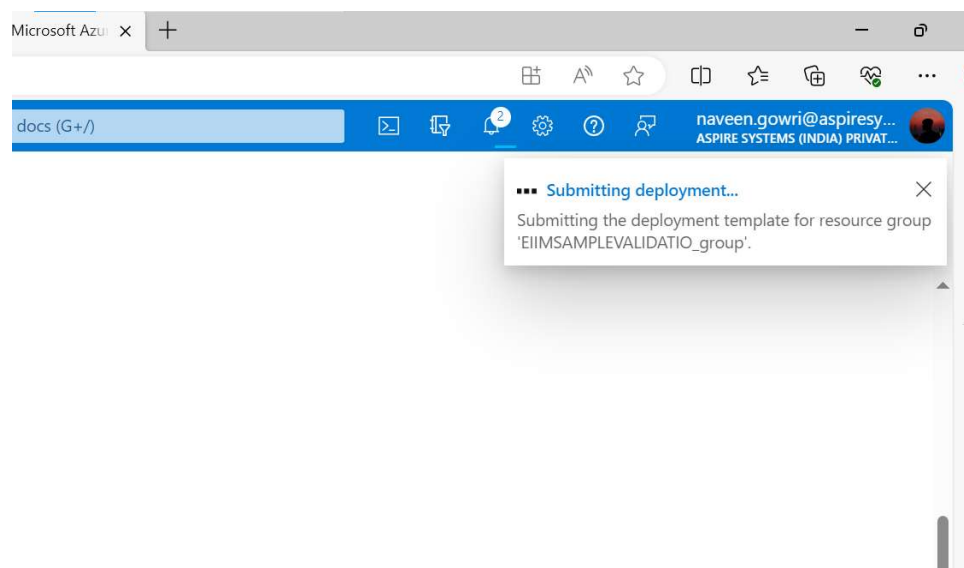 Microsoft Azu
docs (G+/)
2
naveen.gowri@aspiresy...
ASPIRE SYSTEMS (INDIA) PRIVAT...
Submitting deployment...
Submitting the deployment template for resource group
'EIIMSAMPLEVALIDATIO_group'.